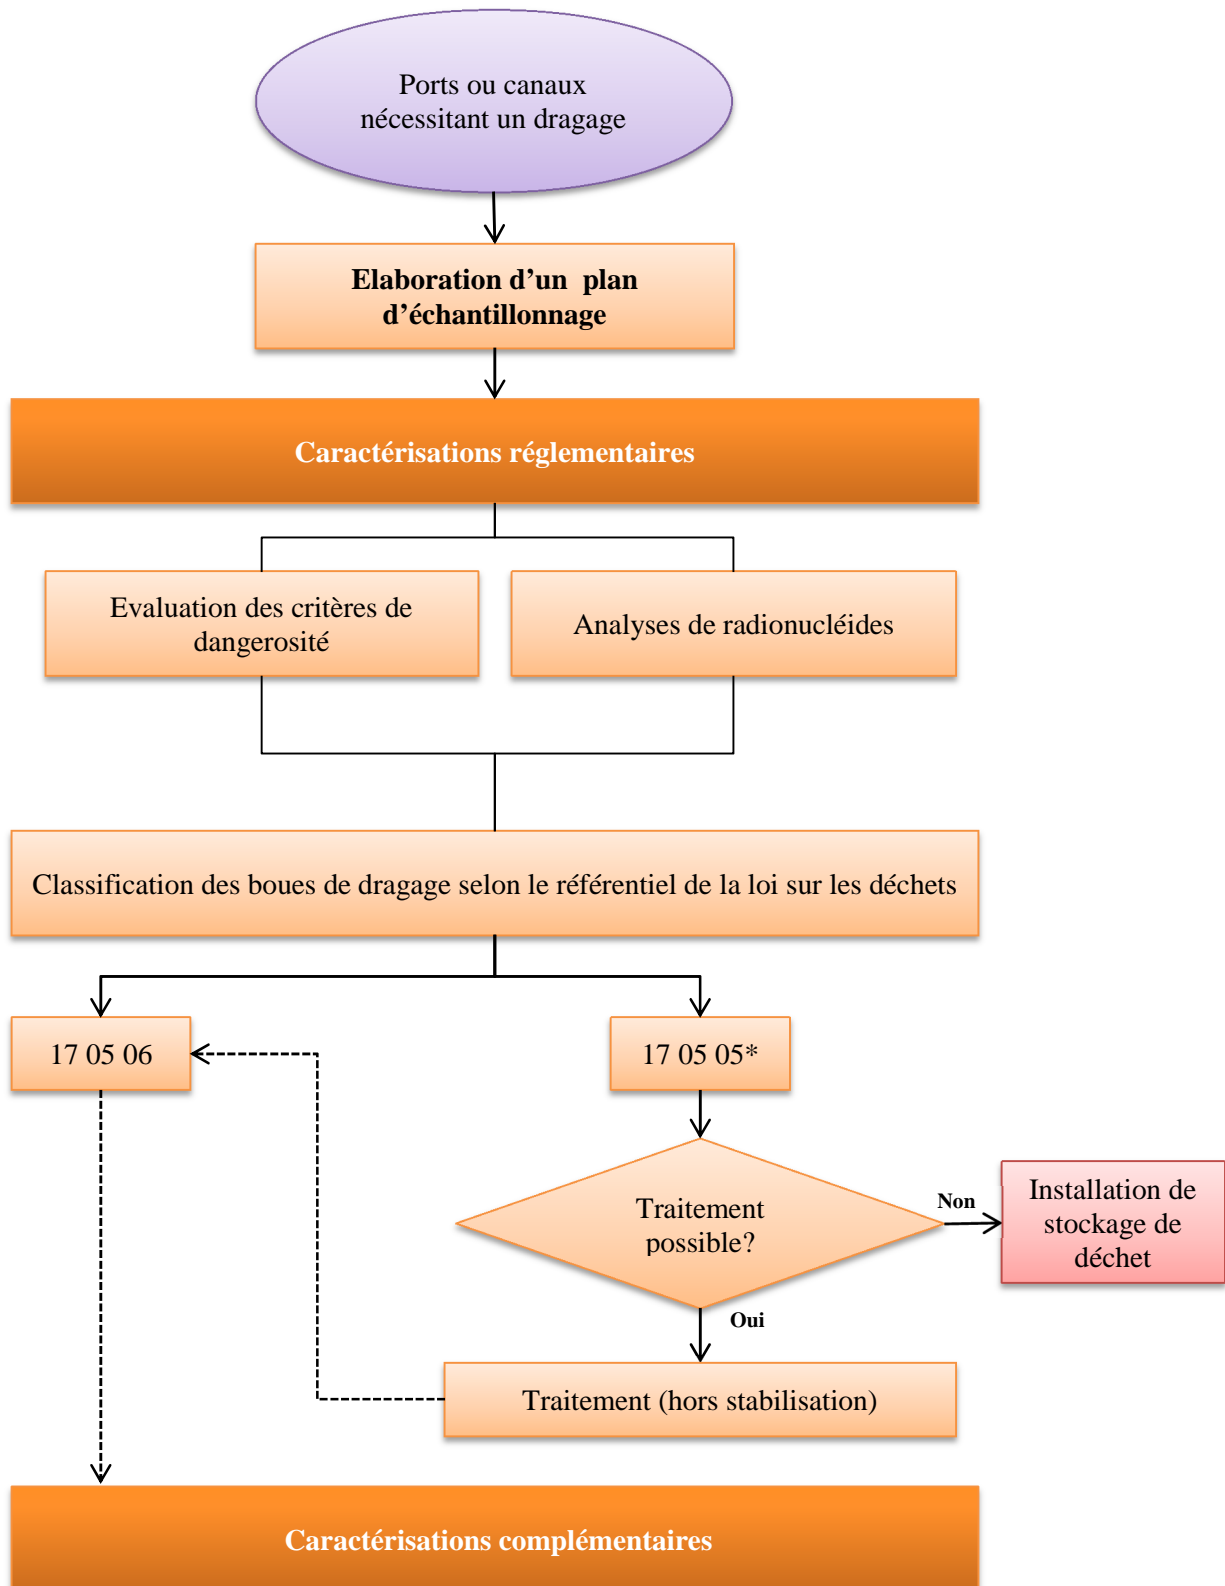 Ports ou canaux
nécessitant un dragage
Elaboration d’un  plan
d’échantillonnage
Caractérisations réglementaires
Evaluation des critères de
dangerosité
Analyses de radionucléides
Classification des boues de dragage selon le référentiel de la loi sur les déchets
17 05 06
17 05 05*
Traitement
possible?
Non
Installation de
stockage de
déchet
Oui
Traitement (hors stabilisation)
Caractérisations complémentaires